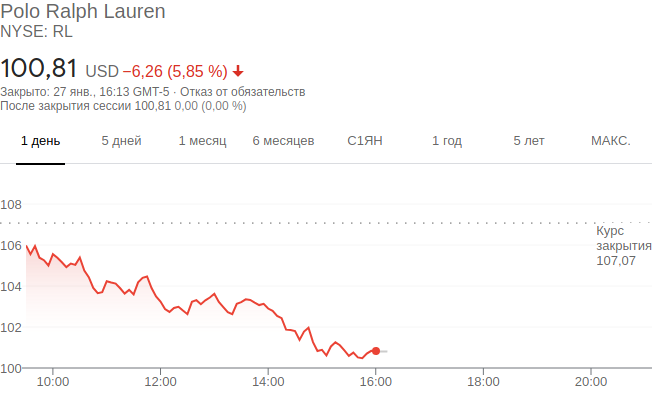 Polo Ralph Lauren
NYSE: RL
100,81 USD −6,26 (5,85 %)
Закрыто: 27 янв., 16:13 GMT-5 · Отказ от обязательств
После закрытия сессии 100,81 0,00 (0,00 %)
1 день 5 дней 1 месяц 6 месяцев С1ЯН 1 год 5 лет МАКС.
108
Курс
106 закрытия
107,07
104
102
100
10:00 12:00 14:00 16:00 18:00 20:00